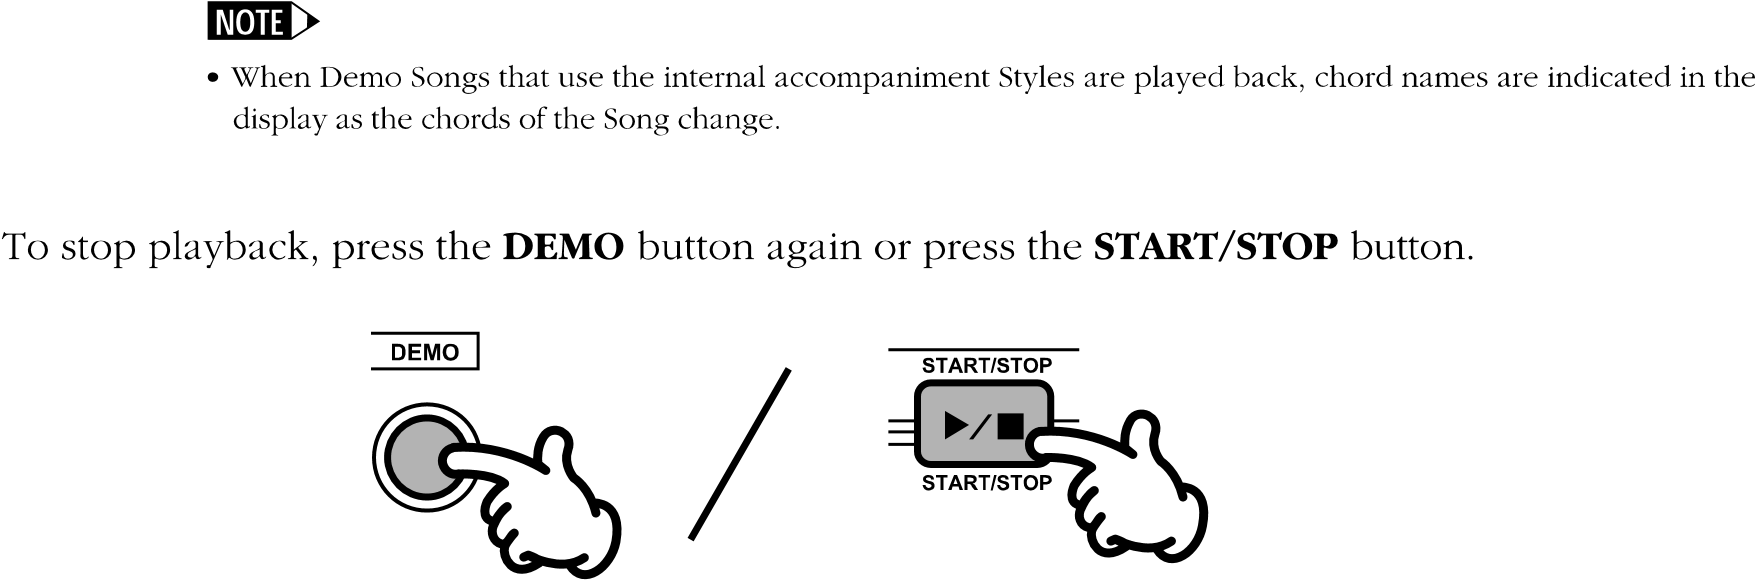 NOTE
• When Demo Songs that use the internal accompaniment Styles are played back, chord names are indicated in the
display as the chords of the Song change.
To stop playback, press the DEMO button again or press the START/STOP button.
DEMO
START/STOP
START/STOP